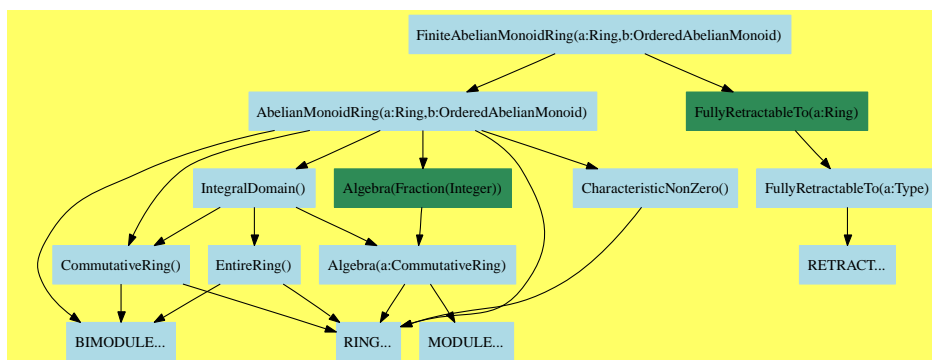 FiniteAbelianMonoidRing(a:Ring,b:OrderedAbelianMonoid)
AbelianMonoidRing(a:Ring,b:OrderedAbelianMonoid)
FullyRetractableTo(a:Ring)
IntegralDomain()
Algebra(Fraction(Integer))
CharacteristicNonZero()
FullyRetractableTo(a:Type)
CommutativeRing()
EntireRing()
Algebra(a:CommutativeRing)
RETRACT...
BIMODULE...
RING...
MODULE...